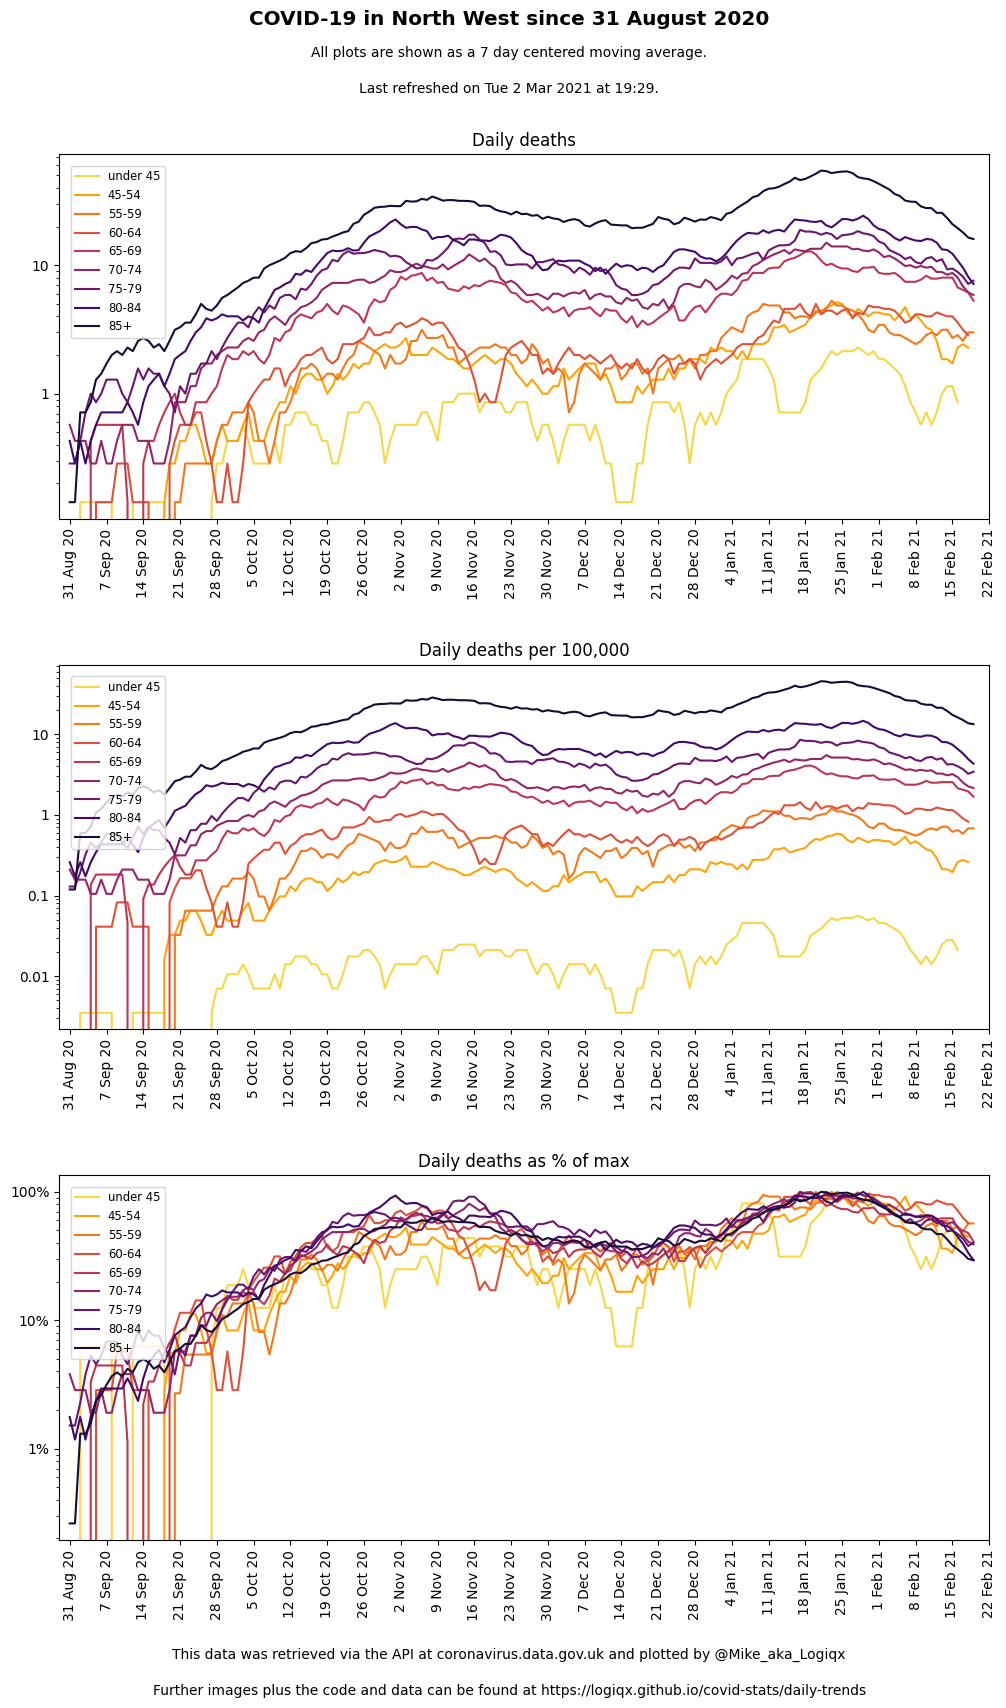 COVID-19 in North West since 31 August 2020
All plots are shown as a 7 day centered moving average.
Last refreshed on Tue 2 Mar 2021 at 19:29.
Daily deaths
under 45
45-54
55-59
60-64
65-69
70-74
75-79
80-84
85+
10
1
31 Aug 20
7 Sep 20
14 Sep 20
21 Sep 20
28 Sep 20
5 Oct 20
12 Oct 20
19 Oct 20
26 Oct 20
2 Nov 20
9 Nov 20
16 Nov 20
23 Nov 20
30 Nov 20
7 Dec 20
14 Dec 20
21 Dec 20
28 Dec 20
4 Jan 21
11 Jan 21
18 Jan 21
25 Jan 21
1 Feb 21
8 Feb 21
15 Feb 21
22 Feb 21
Daily deaths per 100,000
under 45
45-54
55-59
60-64
65-69
70-74
75-79
80-84
85+
10
1
0.1
0.01
31 Aug 20
7 Sep 20
14 Sep 20
21 Sep 20
28 Sep 20
5 Oct 20
12 Oct 20
19 Oct 20
26 Oct 20
2 Nov 20
9 Nov 20
16 Nov 20
23 Nov 20
30 Nov 20
7 Dec 20
14 Dec 20
21 Dec 20
28 Dec 20
4 Jan 21
11 Jan 21
18 Jan 21
25 Jan 21
1 Feb 21
8 Feb 21
15 Feb 21
22 Feb 21
Daily deaths as % of max
under 45
45-54
55-59
60-64
65-69
70-74
75-79
80-84
85+
100%
10%
1%
31 Aug 20
7 Sep 20
14 Sep 20
21 Sep 20
28 Sep 20
5 Oct 20
12 Oct 20
19 Oct 20
26 Oct 20
2 Nov 20
9 Nov 20
16 Nov 20
23 Nov 20
30 Nov 20
7 Dec 20
14 Dec 20
21 Dec 20
28 Dec 20
4 Jan 21
11 Jan 21
18 Jan 21
25 Jan 21
1 Feb 21
8 Feb 21
15 Feb 21
22 Feb 21
This data was retrieved via the API at coronavirus.data.gov.uk and plotted by @Mike_aka_Logiqx
Further images plus the code and data can be found at https://logiqx.github.io/covid-stats/daily-trends